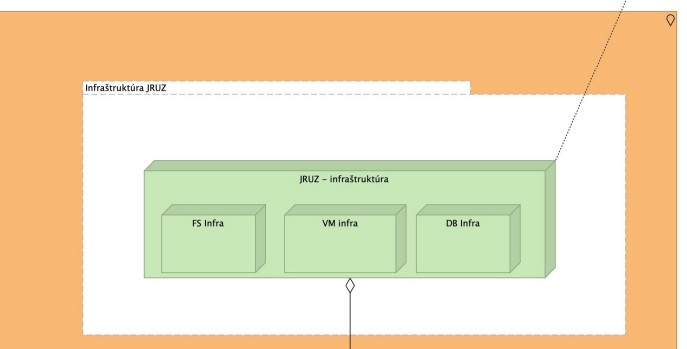 Infraštruktúra JRUZ
JRUZ – infraštruktúra
FS Infra
VM infra
DB Infra